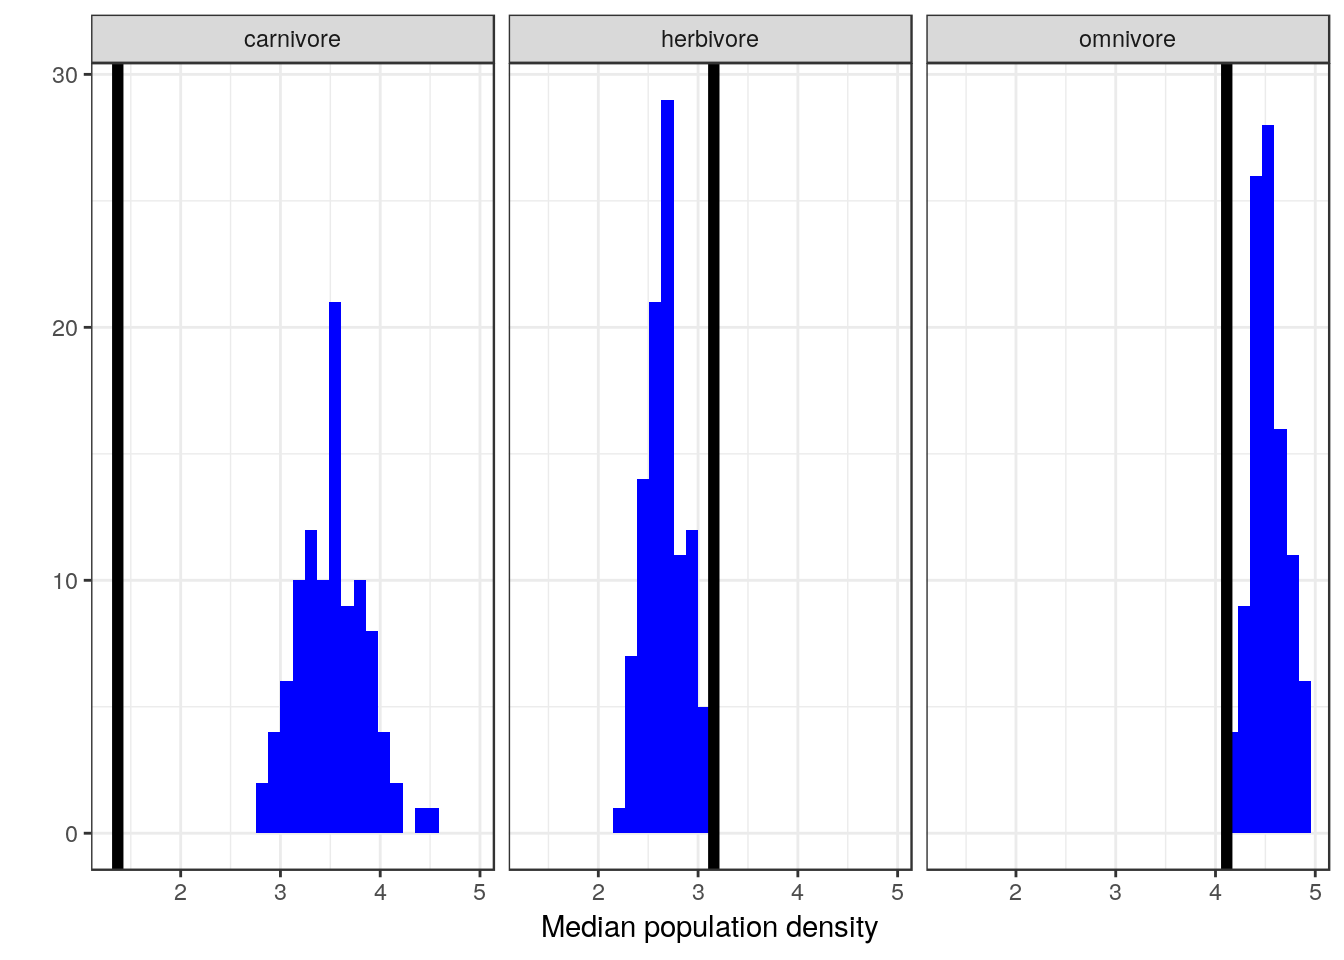 carnivore herbivore omnivore
30
20
10
0
2 3 4 5 2 3 4 5 2 3 4 5
Median population density